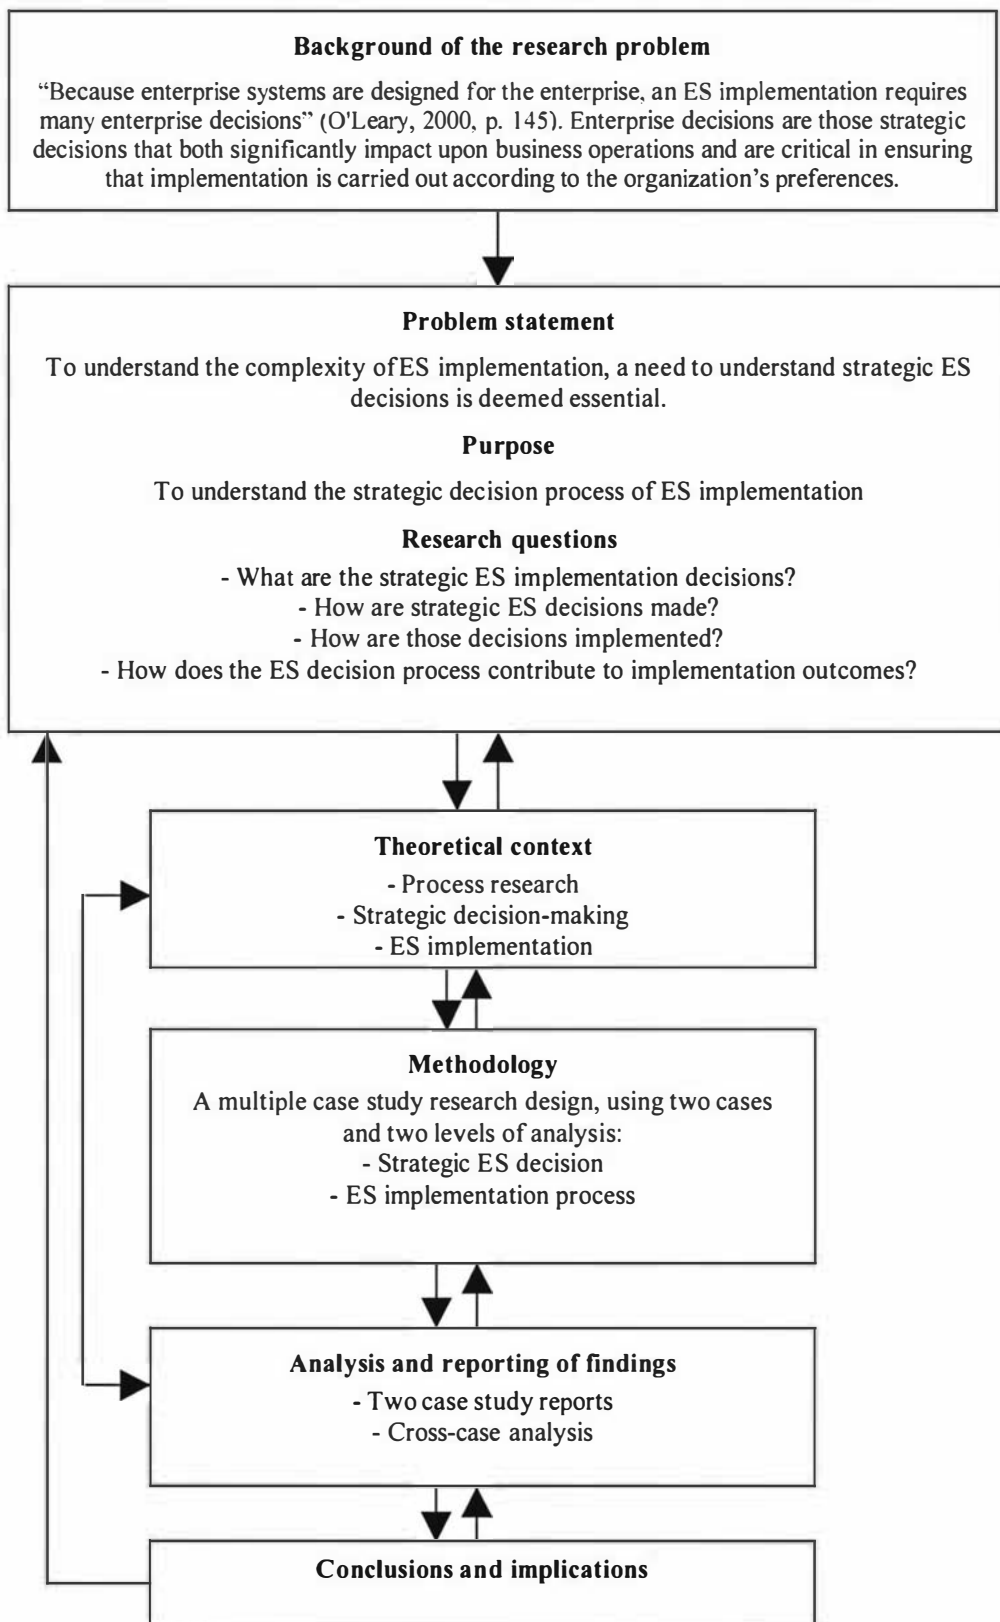 Background of the research problem
“Because enterprise systems are designed for the enterprise, an ES implementation requires
many enterprise decisions” (O'Leary, 2000, p. 145). Enterprise decisions are those strategic
decisions that both significantly impact upon business operations and are critical in ensuring
that implementation is carried out according to the organization’s preferences.
Problem statement
To understand the complexity of ES implementation, a need to understand strategic ES
decisions is deemed essential.
Purpose
To understand the strategic decision process of ES implementation
Research questions
- What are the strategic ES implementation decisions?
- How are strategic ES decisions made?
- How are those decisions implemented?
- How does the ES decision process contribute to implementation outcomes?
Theoretical context
- Process research
- Strategic decision-making
- ES implementation
Methodology
A multiple case study research design, using two cases
and two levels of analysis:
- Strategic ES decision
- ES implementation process
Analysis and reporting of findings
- Two case study reports
- Cross-case analysis
Conclusions and implications